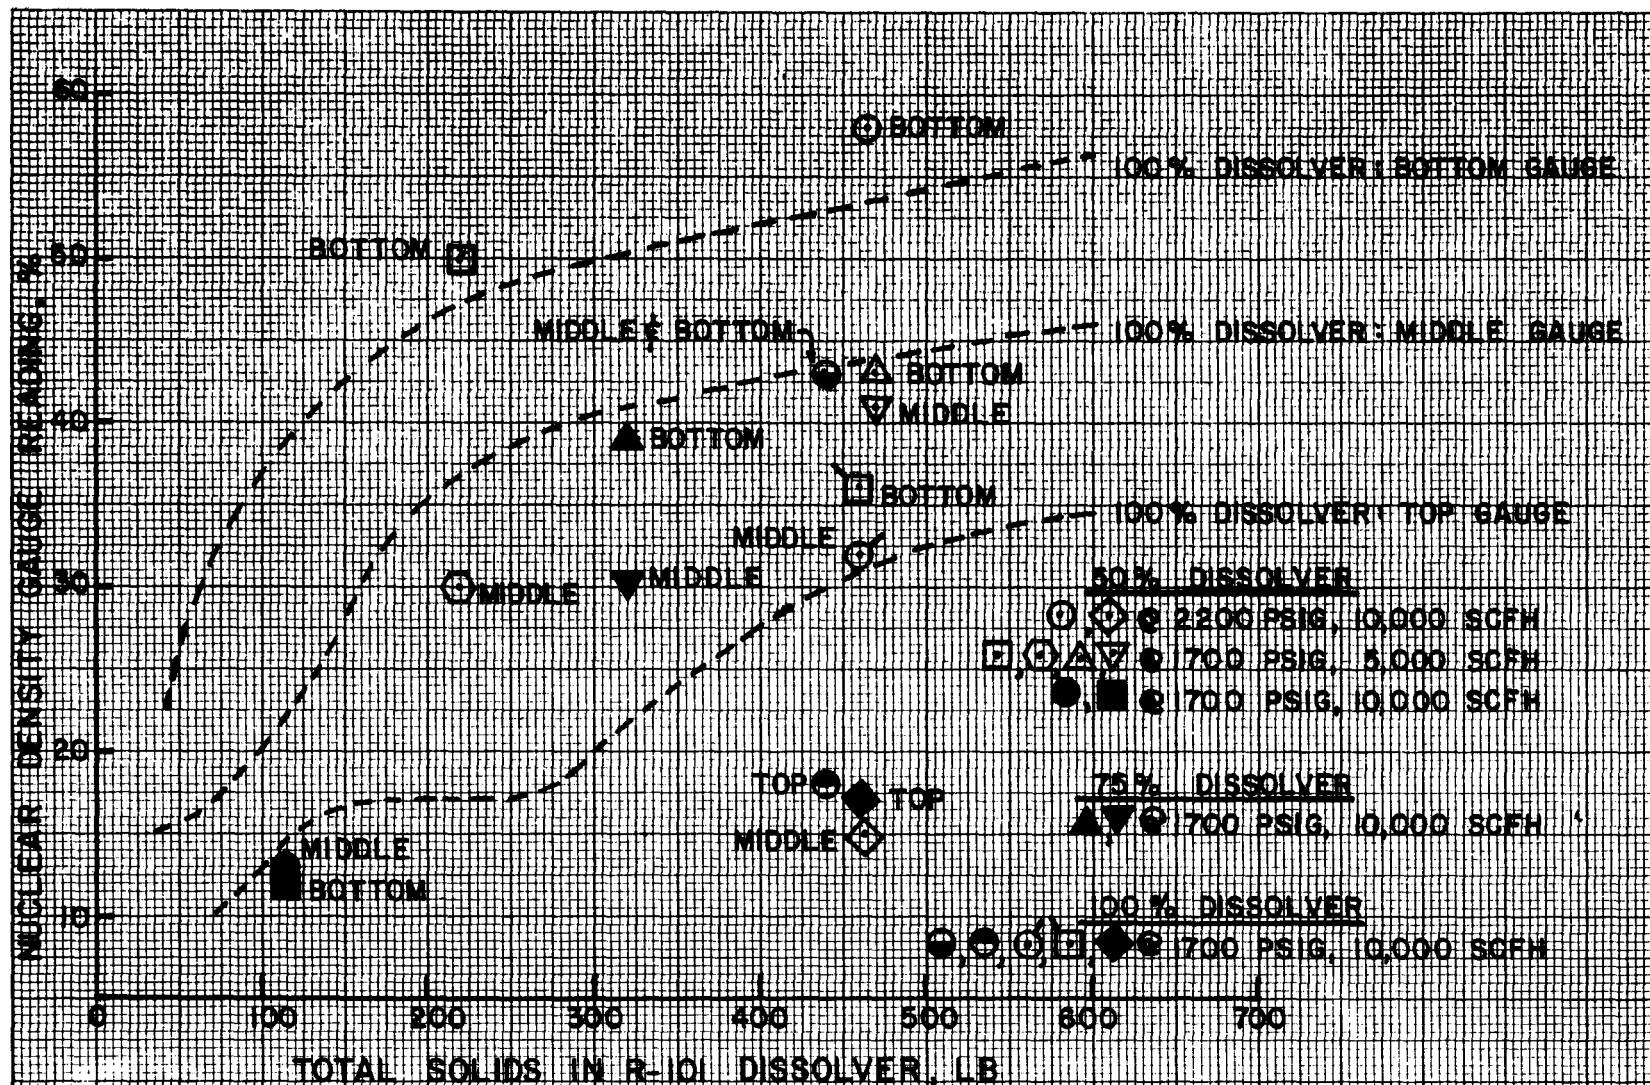 NUCLEAR DENSITY GAUGE READING, %
60
50
40
30
20
10
BOTTOM
100% DISSOLVER: BOTTOM GAUGE
BOTTOM
MIDDLE & BOTTOM
100% DISSOLVER: MIDDLE GAUGE
BOTTOM
MIDDLE
BOTTOM
BOTTOM
100% DISSOLVER: TOP GAUGE
MIDDLE
MIDDLE
MIDDLE
50% DISSOLVER
@ 2200 PSIG, 10,000 SCFH
@ 1700 PSIG, 5,000 SCFH
@ 1700 PSIG, 10,000 SCFH
TOP
TOP
MIDDLE
75% DISSOLVER
@ 1700 PSIG, 10,000 SCFH
MIDDLE
BOTTOM
100% DISSOLVER
@ 1700 PSIG, 10,000 SCFH
0 100 200 300 400 500 600 700
TOTAL SOLIDS IN R-101 DISSOLVER, LB